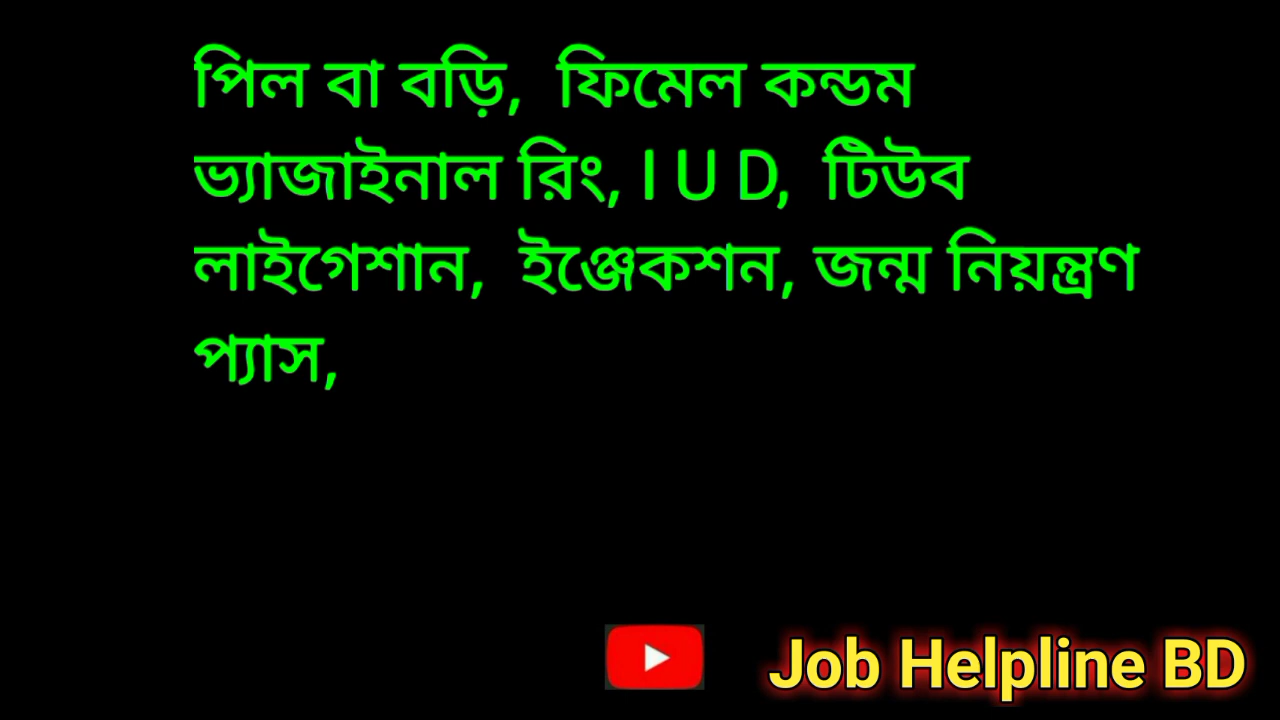 পিল বা বড়ি, ফিমেল কন্ডম
ভ্যাজাইনাল রিং, I U D, টিউব
লাইগেশান, ইঞ্জেকশন, জন্ম নিয়ন্ত্রণ
প্যাস,
Job Helpline BD